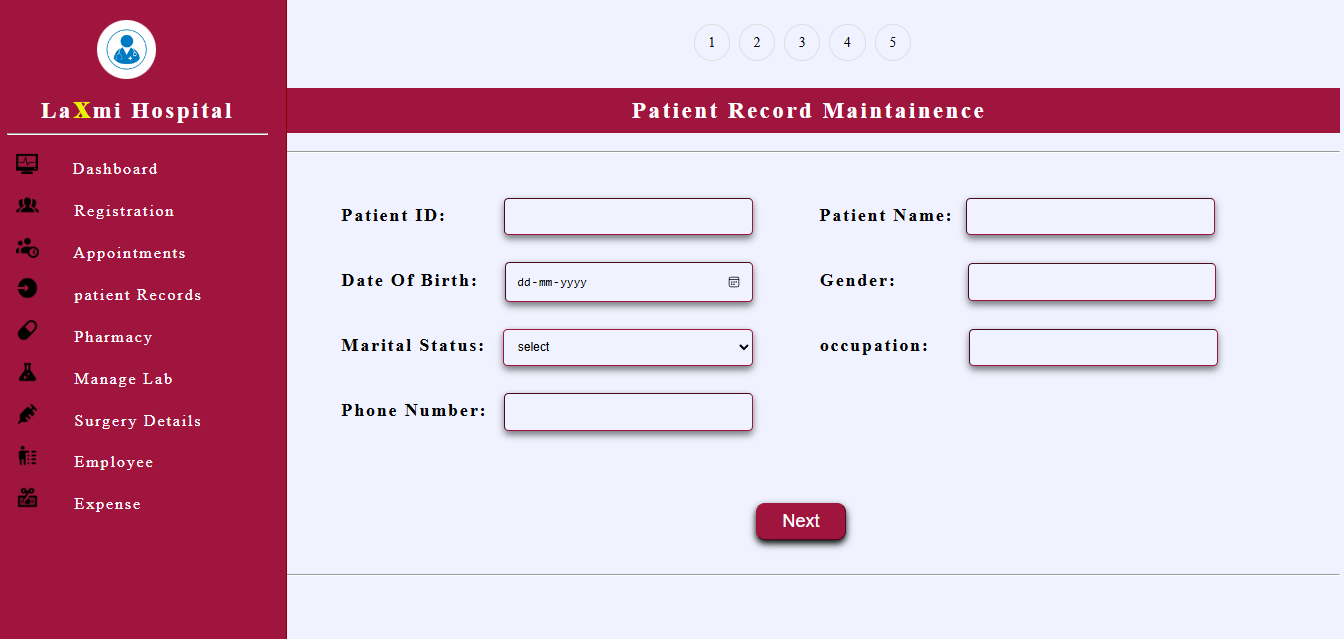 LaXmi Hospital
Dashboard
Registration
Appointments
patient Records
Pharmacy
Manage Lab
Surgery Details
Employee
Expense
1 2 3 4 5
Patient Record Maintainence
Patient ID: Patient Name:
Date Of Birth: dd-mm-yyyy Gender:
Marital Status: select occupation:
Phone Number:
Next